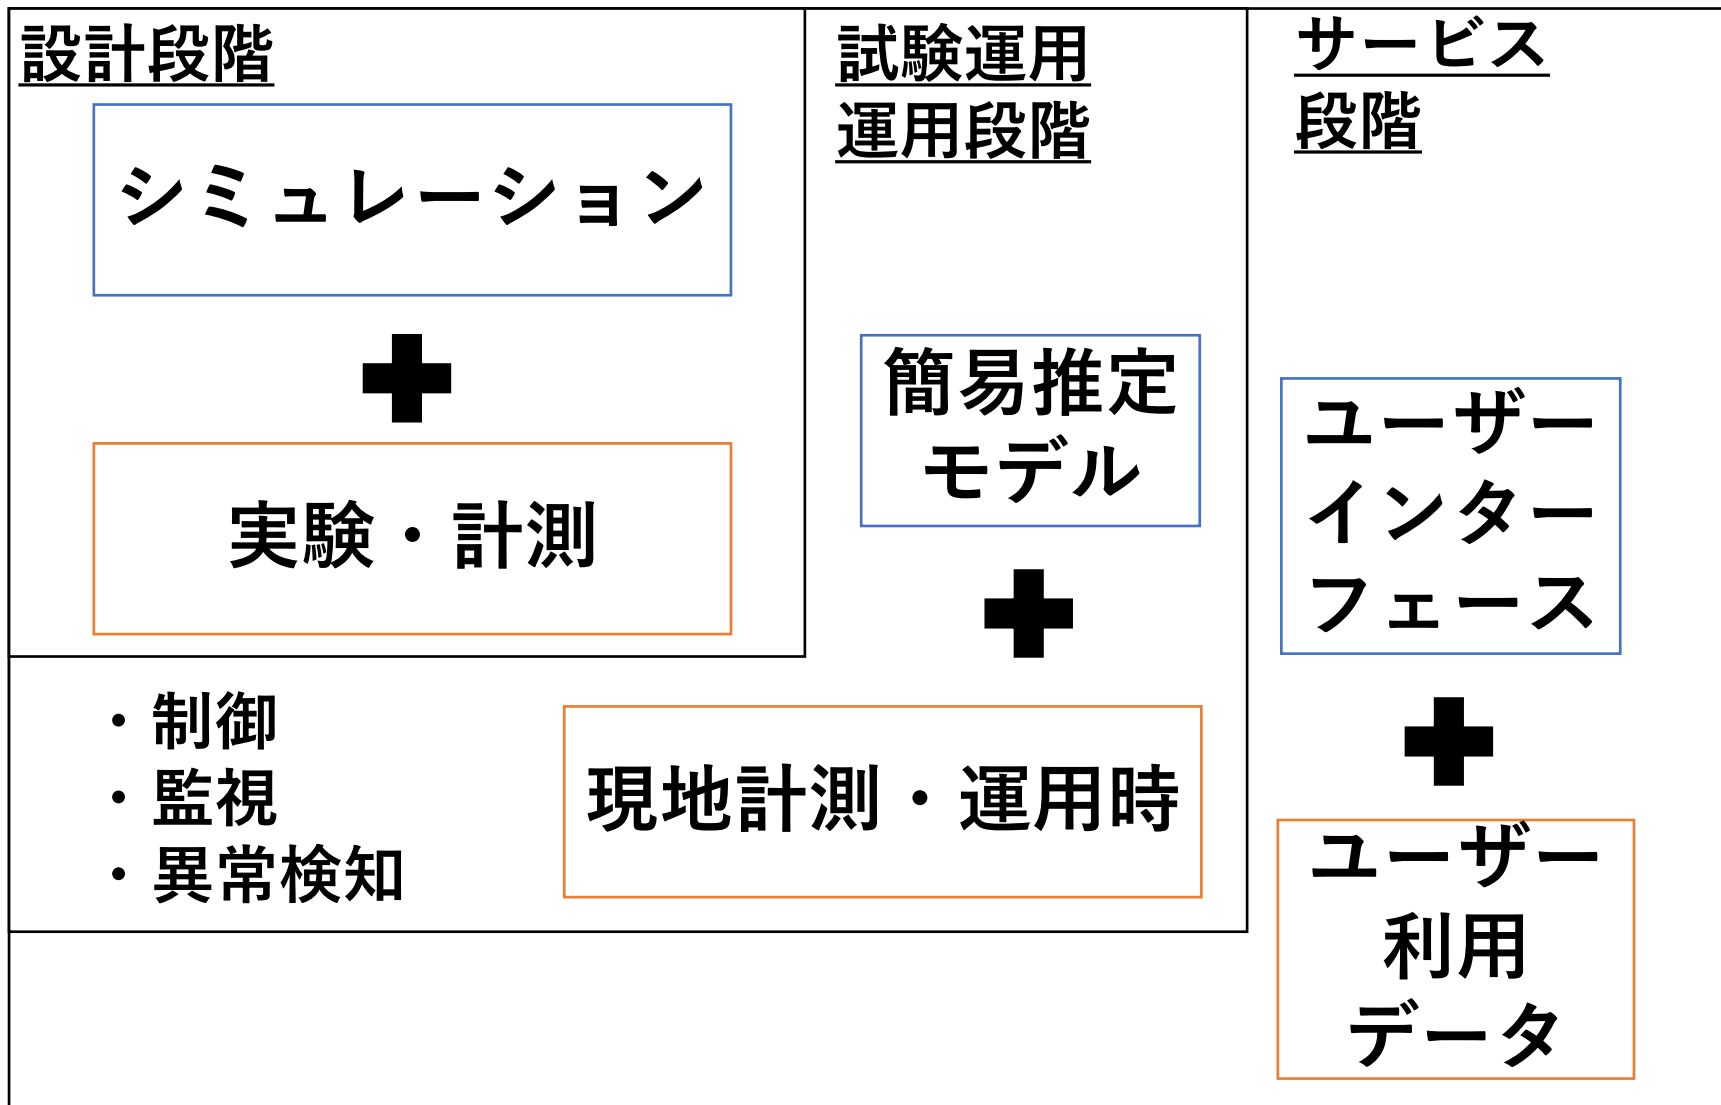 設計段階
シミュレーション
実験・計測
試験運用
運用段階
簡易推定
モデル
・制御
・監視
・異常検知
現地計測・運用時
サービス
段階
ユーザー
インター
フェース
ユーザー
利用
データ